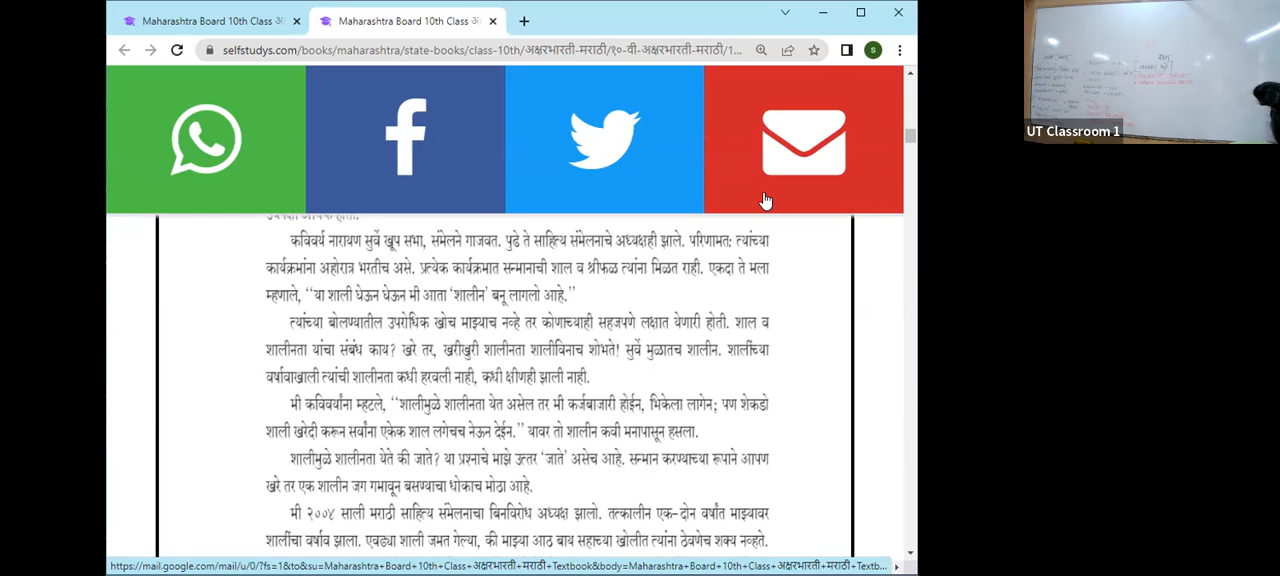 Maharashtra Board 10th Class
Maharashtra Board 10th Class अ
selfstudys.com/books/maharashtra/state-books/class-10th/अक्षरभारती-मराठी/१०-वी-अक्षरभारती-मराठी/1...
s
UT Classroom 1
कविवर्य नारायण सुर्वे खूप सभा, संमेलने गाजवत. पुढे ते साहित्य संमेलनाचे अध्यक्षही झाले. परिणामत: त्यांच्या
कार्यक्रमांना अहोरात्र भरतीच असे. प्रत्येक कार्यक्रमात सन्मानाची शाल व श्रीफळ त्यांना मिळत राही. एकदा ते मला
म्हणाले, ‘‘या शाली घेऊन घेऊन मी आता ‘शालीन’ बनू लागलो आहे.’’
त्यांच्या बोलण्यातील उपरोधिक खोच माझ्याच नव्हे तर कोणाच्याही सहजपणे लक्षात येणारी होती. शाल व
शालीनता यांचा संबंध काय? खरे तर, खरीखुरी शालीनता शालीविनाच शोभते! सुर्वे मुळातच शालीन. शालींच्या
वर्षावाखाली त्यांची शालीनता कधी हरवली नाही, कधी क्षीणही झाली नाही.
मी कविवर्यांना म्हटले, ‘‘शालीमुळे शालीनता येत असेल तर मी कर्जबाजारी होईन, भिकेला लागेन; पण शेकडो
शाली खरेदी करून सर्वांना एकेक शाल लगेचच नेऊन देईन.’’ यावर तो शालीन कवी मनापासून हसला.
शालीमुळे शालीनता येते की जाते? या प्रश्नाचे माझे उत्तर ‘जाते’ असेच आहे. सन्मान करण्याच्या रूपाने आपण
खरे तर एक शालीन जग गमावून बसण्याचा धोकाच मोठा आहे.
मी २००४ साली मराठी साहित्य संमेलनाचा बिनविरोध अध्यक्ष झालो. तत्कालीन एक-दोन वर्षांत माझ्यावर
शालींचा वर्षाव झाला. एवढ्या शाली जमत गेल्या, की माझ्या आठ बाय सहाच्या खोलीत त्यांना ठेवणेच शक्य नव्हते.
https://mail.google.com/mail/u/0/?fs=1&to&su=Maharashtra+Board+10th+Class+अक्षरभारती+मराठी+Textbook&body=Maharashtra+Board+10th+Class+अक्षरभारती+मराठी+Textb...